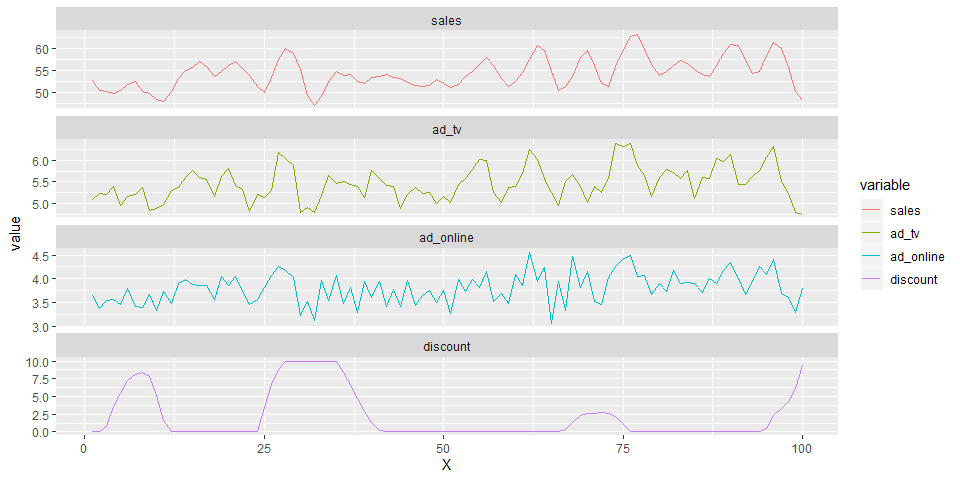 sales
60
55
50
ad_tv
6.0
5.5
5.0
ad_online
4.5
4.0
3.5
3.0
discount
10.0
7.5
5.0
2.5
0.0
0 25 50 75 100
X
value
variable
sales
ad_tv
ad_online
discount